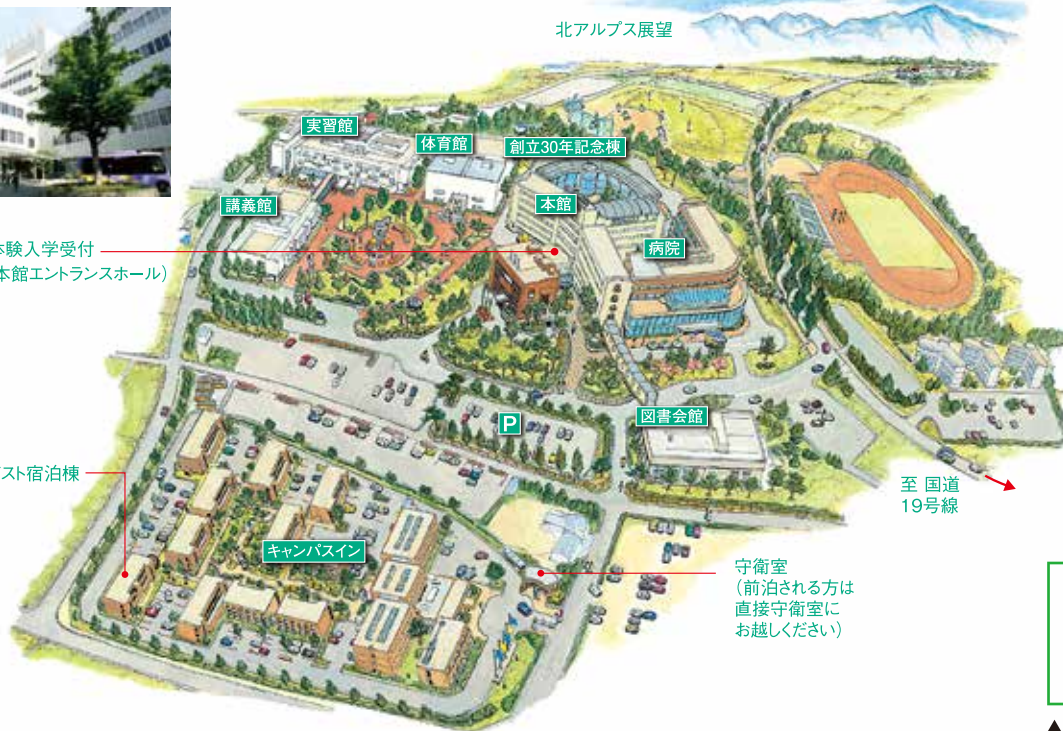 北アルプス展望
実習館
体育館
創立30年記念棟
講義館
本館
病院
体験入学受付
本館エントランスホール)
P
図書会館
スト宿泊棟
至 国道
19号線
キャンパスイン
守衛室
(前泊される方は
直接守衛室に
お越しください)